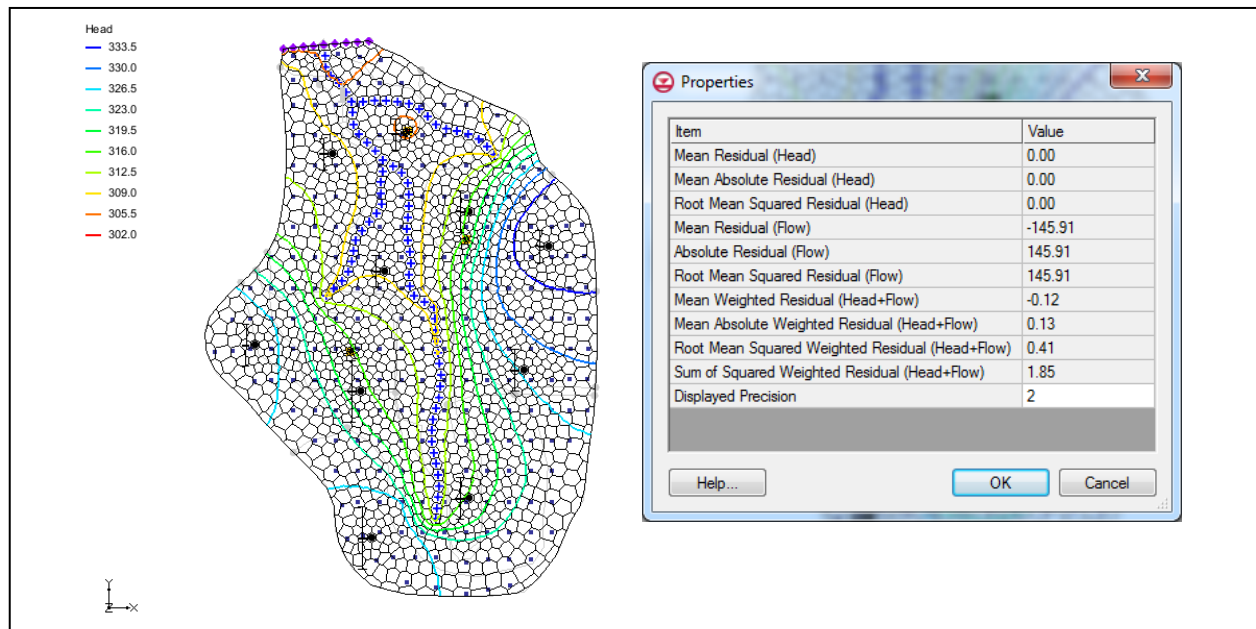 Head
333.5
330.0
326.5
323.0
319.5
316.0
312.5
309.0
305.5
302.0
Y
Z X
Properties
Item Value
Mean Residual (Head) 0.00
Mean Absolute Residual (Head) 0.00
Root Mean Squared Residual (Head) 0.00
Mean Residual (Flow) -145.91
Absolute Residual (Flow) 145.91
Root Mean Squared Residual (Flow) 145.91
Mean Weighted Residual (Head+Flow) -0.12
Mean Absolute Weighted Residual (Head+Flow) 0.13
Root Mean Squared Weighted Residual (Head+Flow) 0.41
Sum of Squared Weighted Residual (Head+Flow) 1.85
Displayed Precision 2
Help... OK Cancel